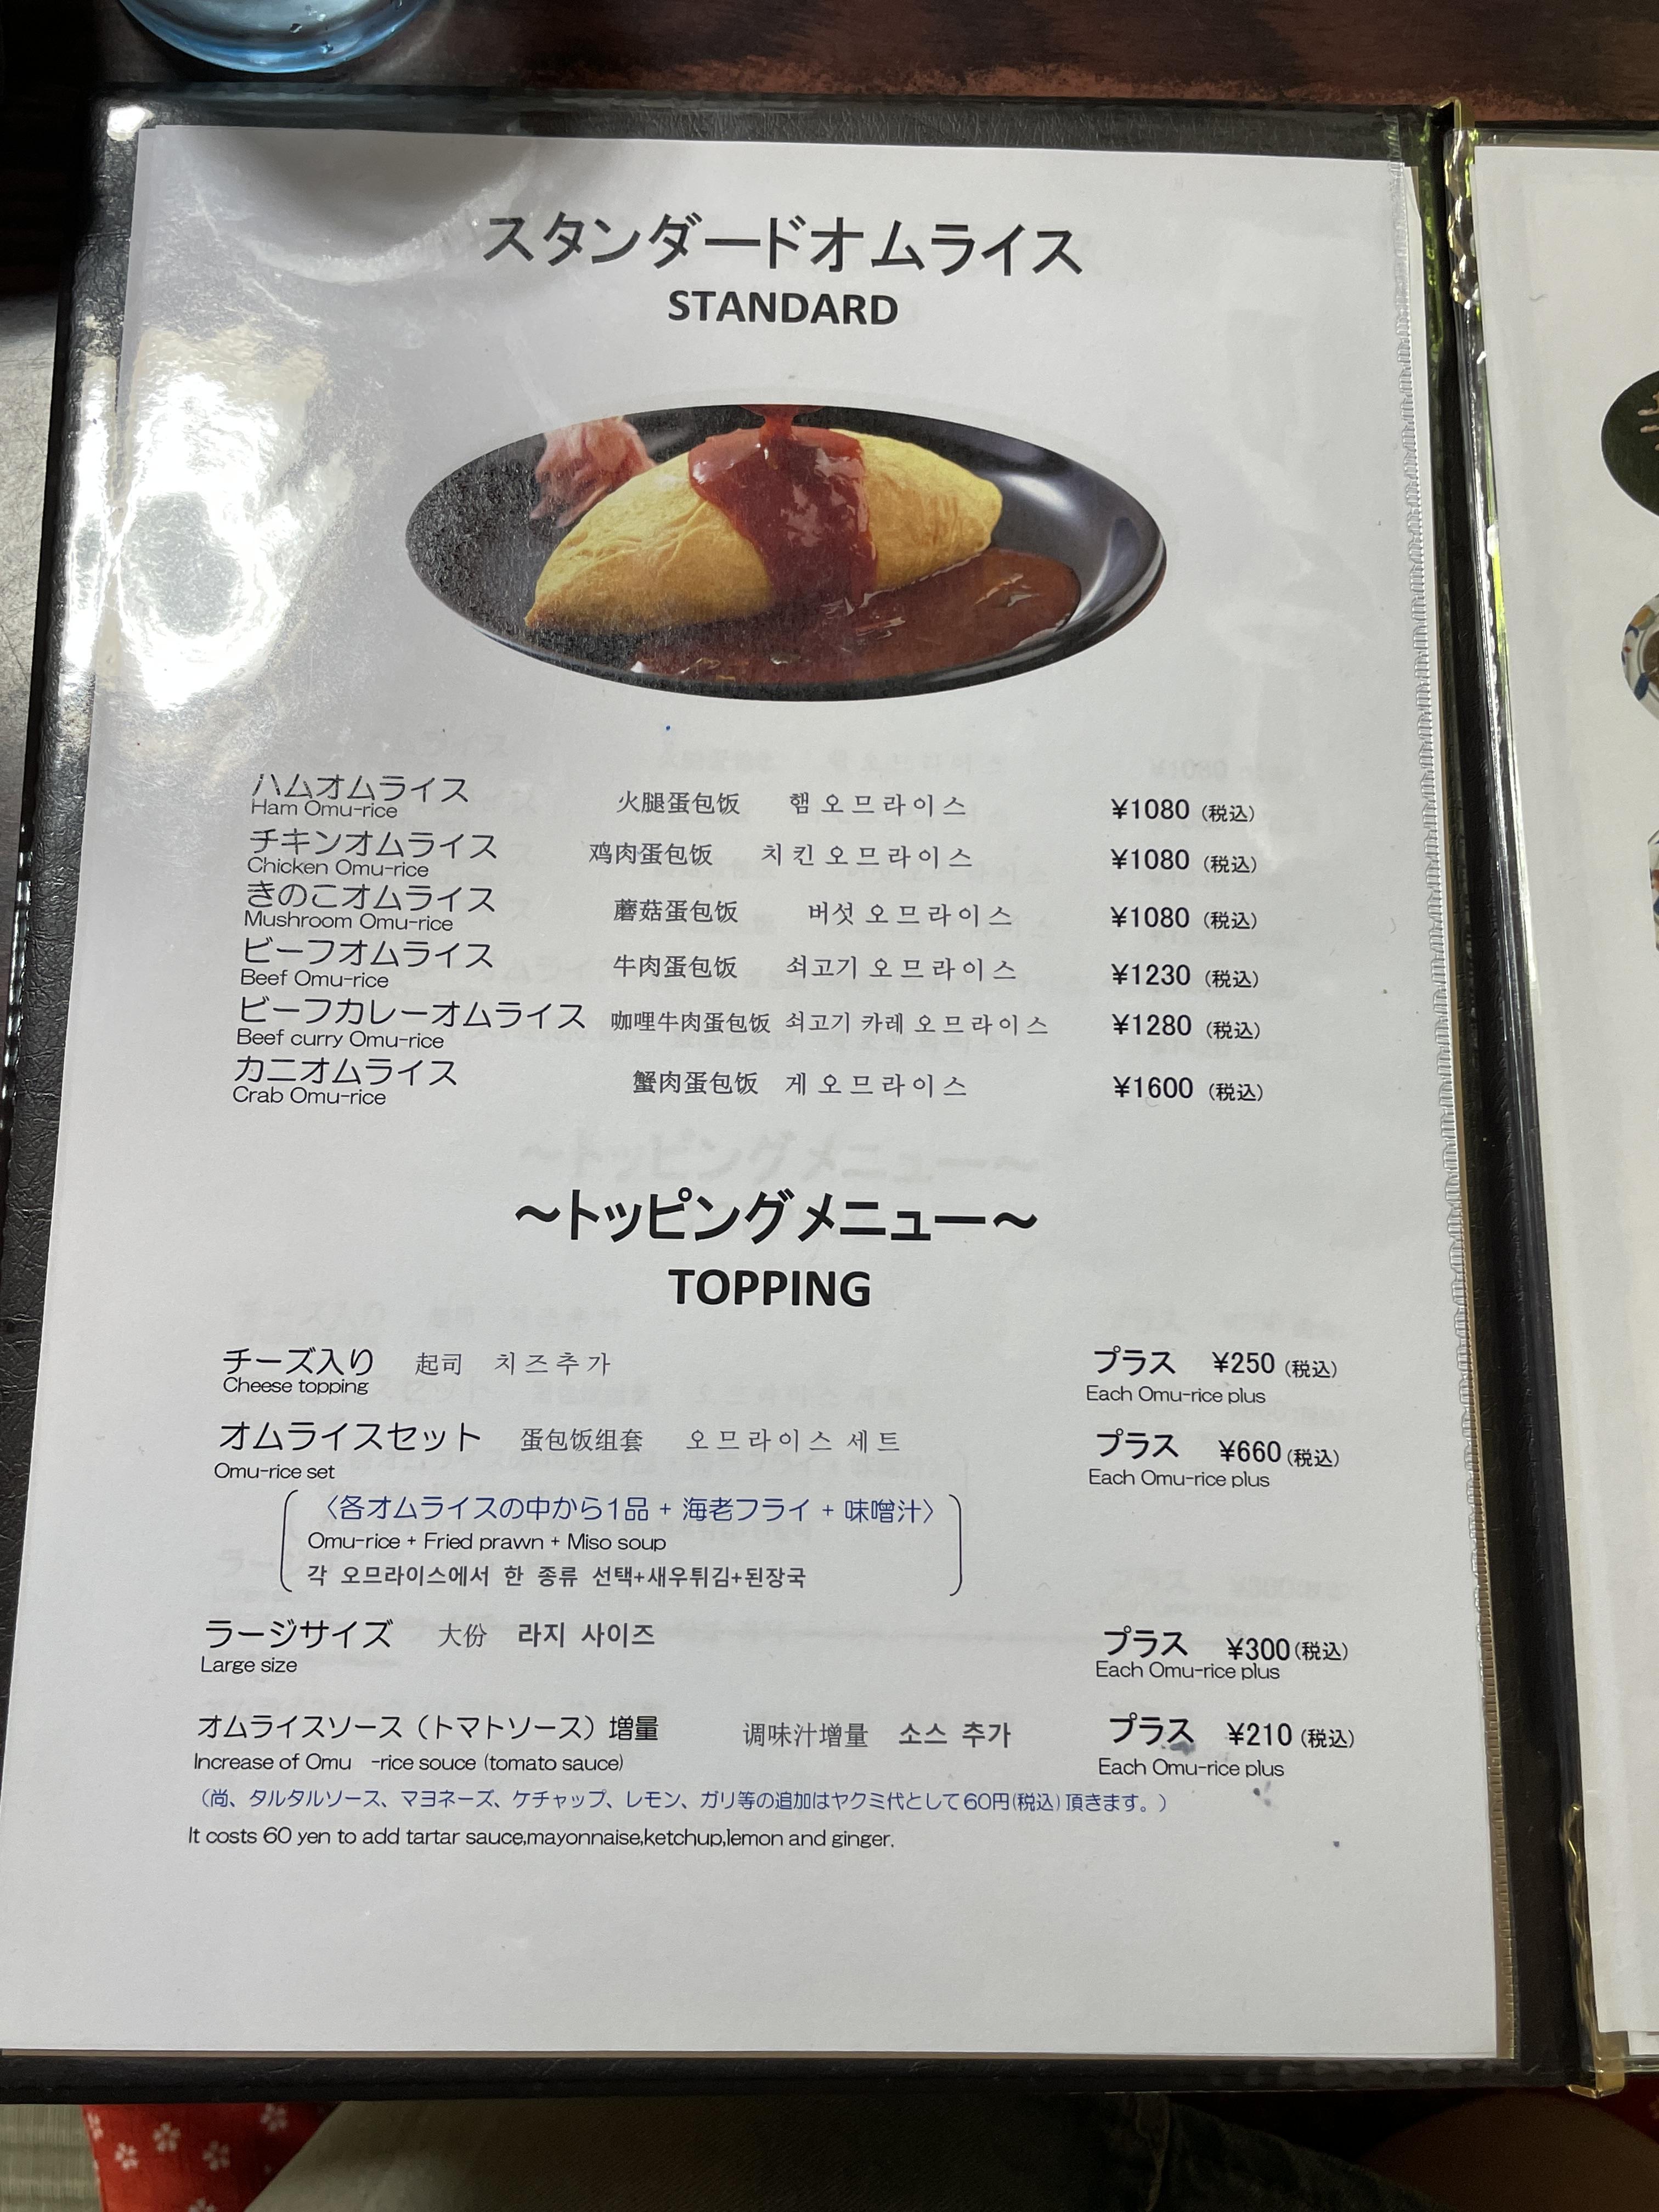 スタンダードオムライス
STANDARD
ハムオムライス 火腿蛋包饭 햄 오므라이스 ¥1080 (税込)
Ham Omu-rice
チキンオムライス 鸡肉蛋包饭 치킨 오므라이스 ¥1080 (税込)
Chicken Omu-rice
きのこオムライス 蘑菇蛋包饭 버섯 오므라이스 ¥1080 (税込)
Mushroom Omu-rice
ビーフオムライス 牛肉蛋包饭 쇠고기 오므라이스 ¥1230 (税込)
Beef Omu-rice
ビーフカレーオムライス 咖哩牛肉蛋包饭 쇠고기 카레 오므라이스 ¥1280 (税込)
Beef curry Omu-rice
カニオムライス 蟹肉蛋包饭 게 오므라이스 ¥1600 (税込)
Crab Omu-rice
～トッピングメニュー～
TOPPING
チーズ入り 起司 치즈추가 プラス ¥250 (税込)
Cheese topping Each Omu-rice plus
オムライスセット 蛋包饭组套 오므라이스 세트 プラス ¥660 (税込)
Omu-rice set Each Omu-rice plus
〈各オムライスの中から1品 + 海老フライ + 味噌汁〉
Omu-rice + Fried prawn + Miso soup
각 오므라이스에서 한 종류 선택+새우튀김+된장국
ラージサイズ 大份 라지 사이즈 プラス ¥300 (税込)
Large size Each Omu-rice plus
オムライスソース（トマトソース）増量 调味汁增量 소스 추가 プラス ¥210 (税込)
Increase of Omu -rice souce (tomato sauce) Each Omu-rice plus
（尚、タルタルソース、マヨネーズ、ケチャップ、レモン、ガリ等の追加はヤクミ代として60円(税込)頂きます。）
It costs 60 yen to add tartar sauce,mayonnaise,ketchup,lemon and ginger.